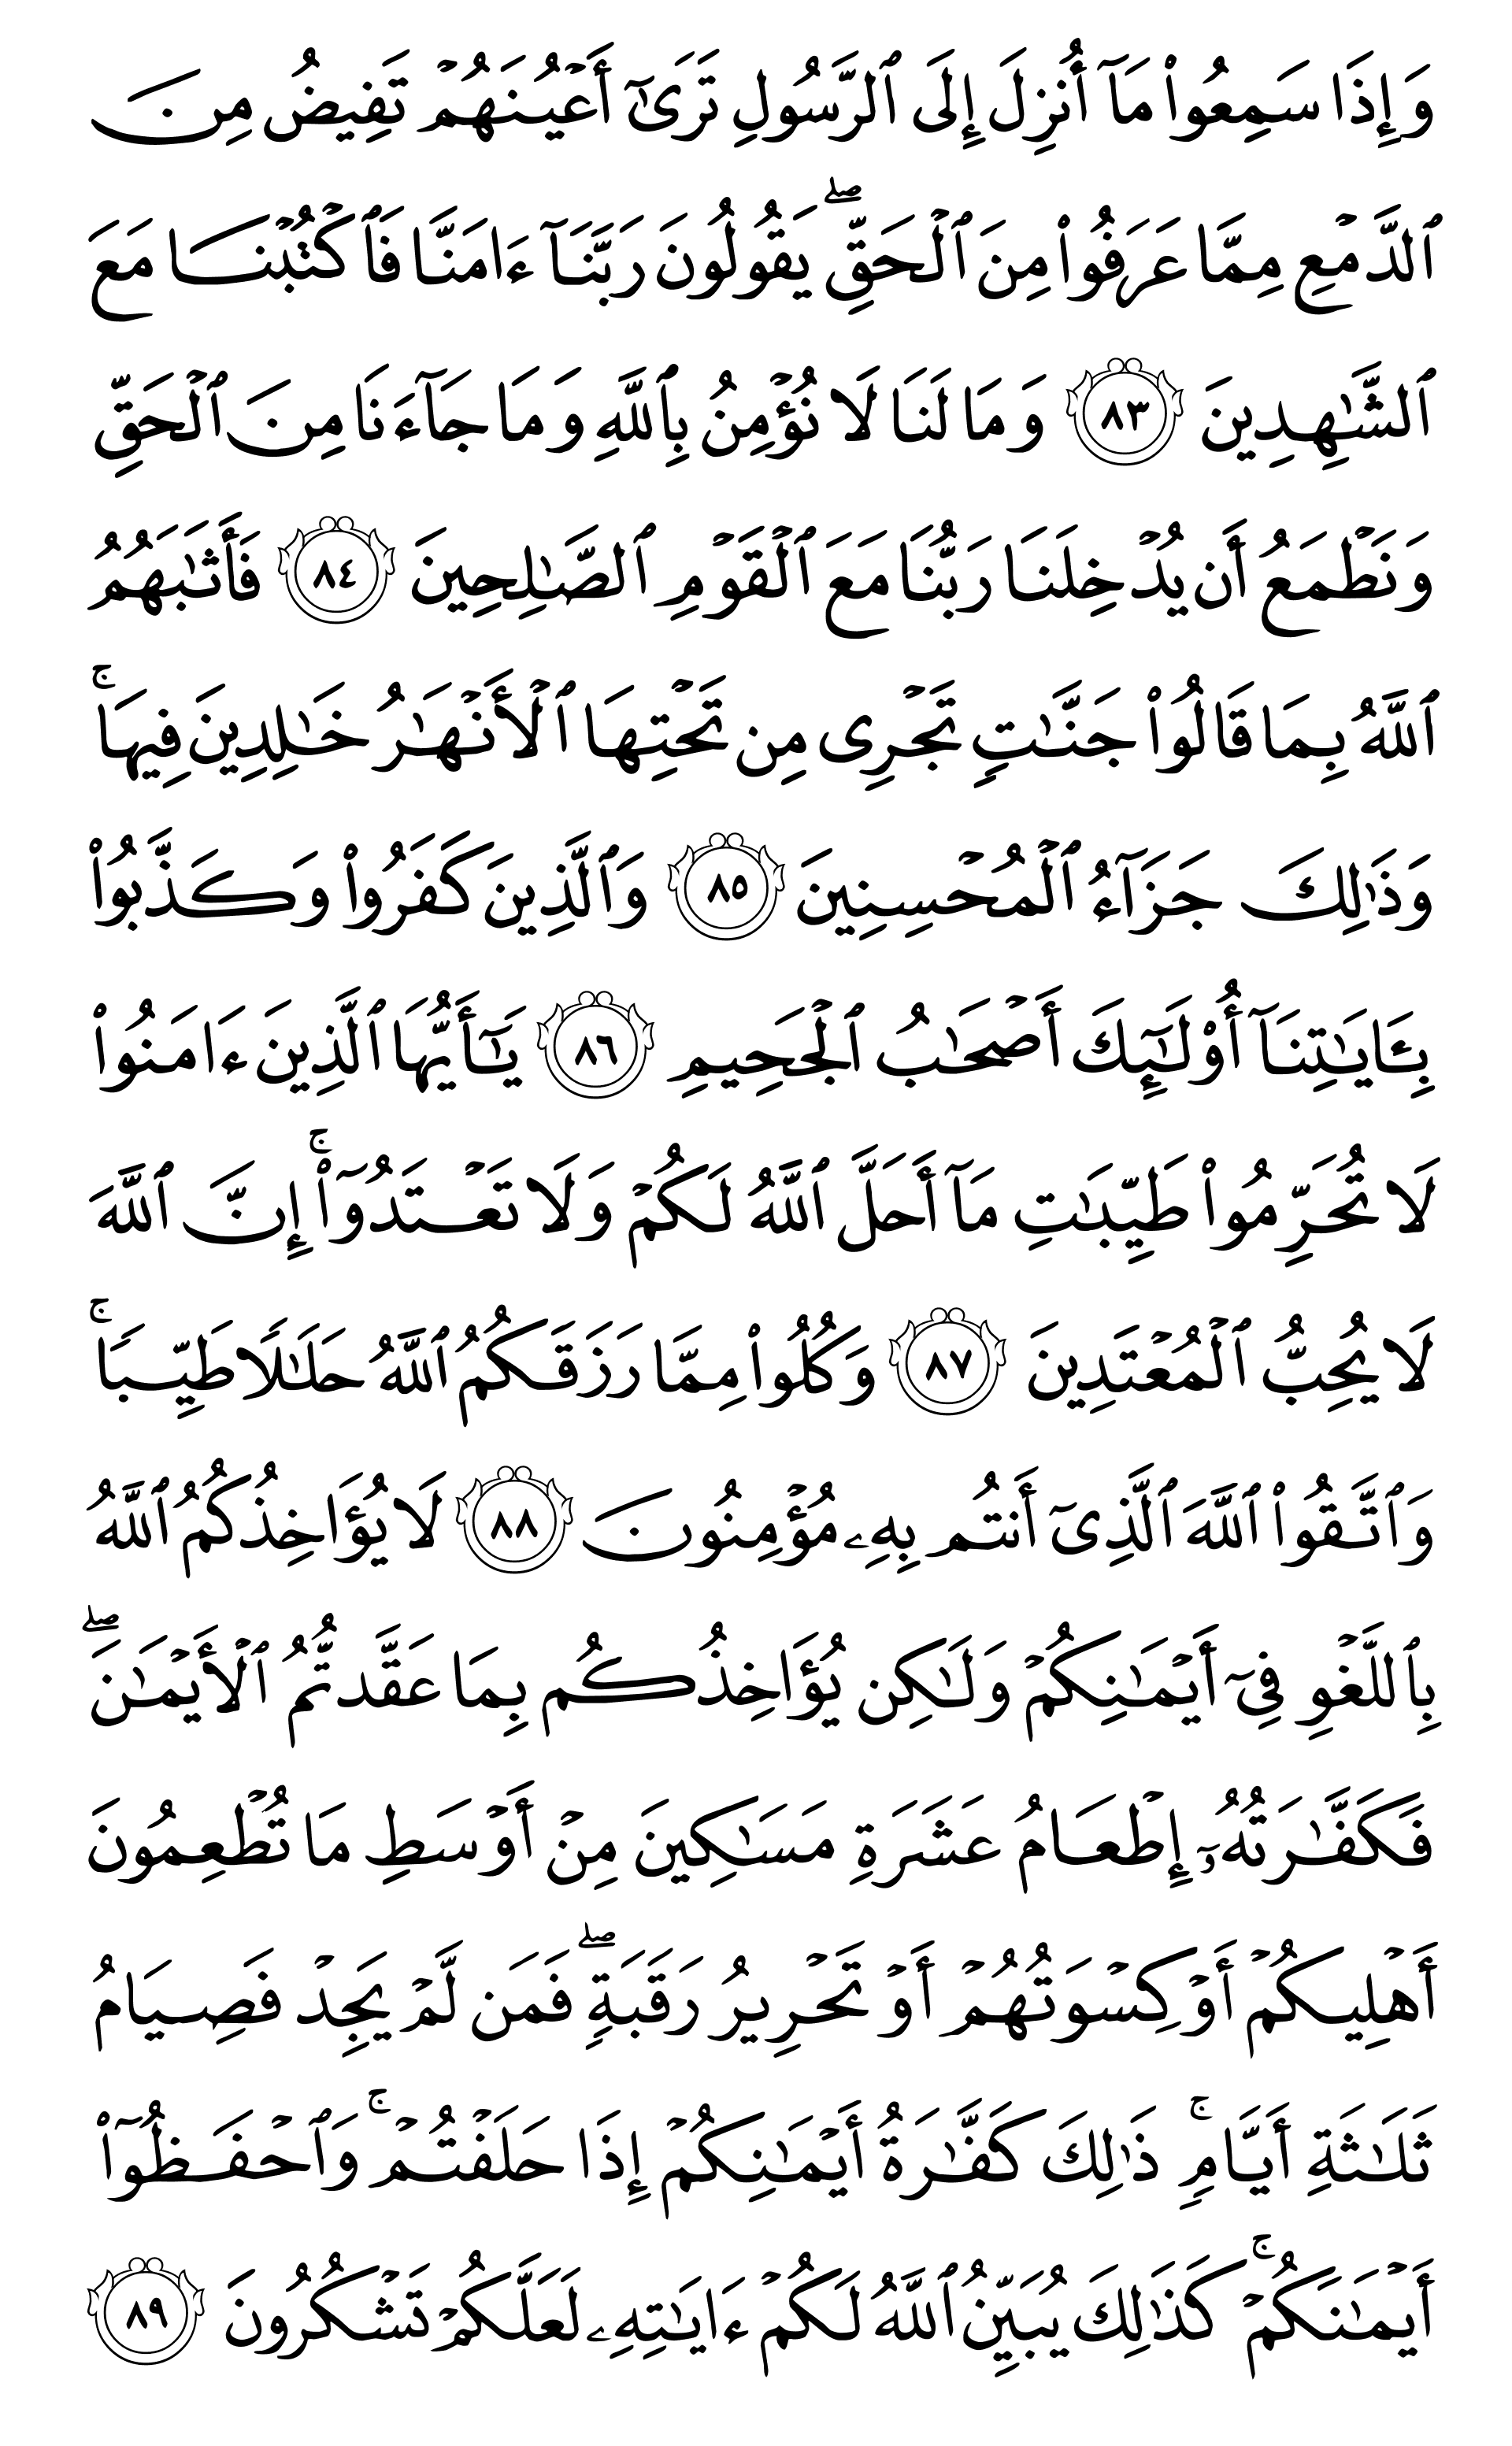 وَإِذَا سَمِعُواْ مَآ أُنزِلَ إِلَى ٱلرَّسُولِ تَرَىٰٓ أَعۡيُنَهُمۡ تَفِيضُ مِنَ
ٱلدَّمۡعِ مِمَّا عَرَفُواْ مِنَ ٱلۡحَقِّۖ يَقُولُونَ رَبَّنَآ ءَامَنَّا فَٱكۡتُبۡنَا مَعَ
ٱلشَّٰهِدِينَ ٨٣ وَمَا لَنَا لَا نُؤۡمِنُ بِٱللَّهِ وَمَا جَآءَنَا مِنَ ٱلۡحَقِّ
وَنَطۡمَعُ أَن يُدۡخِلَنَا رَبُّنَا مَعَ ٱلۡقَوۡمِ ٱلصَّٰلِحِينَ ٨٤ فَأَثَٰبَهُمُ
ٱللَّهُ بِمَا قَالُواْ جَنَّٰتٖ تَجۡرِي مِن تَحۡتِهَا ٱلۡأَنۡهَٰرُ خَٰلِدِينَ فِيهَاۚ
وَذَٰلِكَ جَزَآءُ ٱلۡمُحۡسِنِينَ ٨٥ وَٱلَّذِينَ كَفَرُواْ وَكَذَّبُواْ
بِـَٔايَٰتِنَآ أُوْلَٰٓئِكَ أَصۡحَٰبُ ٱلۡجَحِيمِ ٨٦ يَٰٓأَيُّهَا ٱلَّذِينَ ءَامَنُواْ
لَا تُحَرِّمُواْ طَيِّبَٰتِ مَآ أَحَلَّ ٱللَّهُ لَكُمۡ وَلَا تَعۡتَدُوٓاْۚ إِنَّ ٱللَّهَ
لَا يُحِبُّ ٱلۡمُعۡتَدِينَ ٨٧ وَكُلُواْ مِمَّا رَزَقَكُمُ ٱللَّهُ حَلَٰلٗا طَيِّبٗاۚ
وَٱتَّقُواْ ٱللَّهَ ٱلَّذِيٓ أَنتُم بِهِۦ مُؤۡمِنُونَ ٨٨ لَا يُؤَاخِذُكُمُ ٱللَّهُ
بِٱللَّغۡوِ فِيٓ أَيۡمَٰنِكُمۡ وَلَٰكِن يُؤَاخِذُكُم بِمَا عَقَّدتُّمُ ٱلۡأَيۡمَٰنَۖ
فَكَفَّٰرَتُهُۥٓ إِطۡعَامُ عَشَرَةِ مَسَٰكِينَ مِنۡ أَوۡسَطِ مَا تُطۡعِمُونَ
أَهۡلِيكُمۡ أَوۡ كِسۡوَتُهُمۡ أَوۡ تَحۡرِيرُ رَقَبَةٖۖ فَمَن لَّمۡ يَجِدۡ فَصِيَامُ
ثَلَٰثَةِ أَيَّامٖۚ ذَٰلِكَ كَفَّٰرَةُ أَيۡمَٰنِكُمۡ إِذَا حَلَفۡتُمۡۚ وَٱحۡفَظُوٓاْ
أَيۡمَٰنَكُمۡۚ كَذَٰلِكَ يُبَيِّنُ ٱللَّهُ لَكُمۡ ءَايَٰتِهِۦ لَعَلَّكُمۡ تَشۡكُرُونَ ٨٩